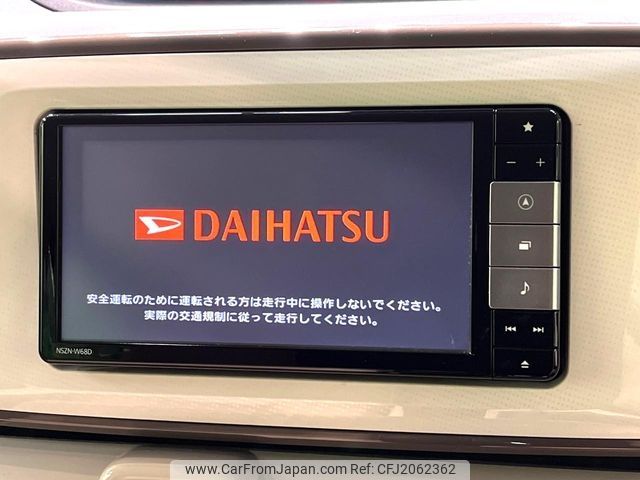 DAIHATSU
安全運転のために運転される方は走行中に操作しないでください。
実際の交通規制に従って走行してください。
NSZN-W68D
www.CarFromJapan.com | Ref:CFJ2062362